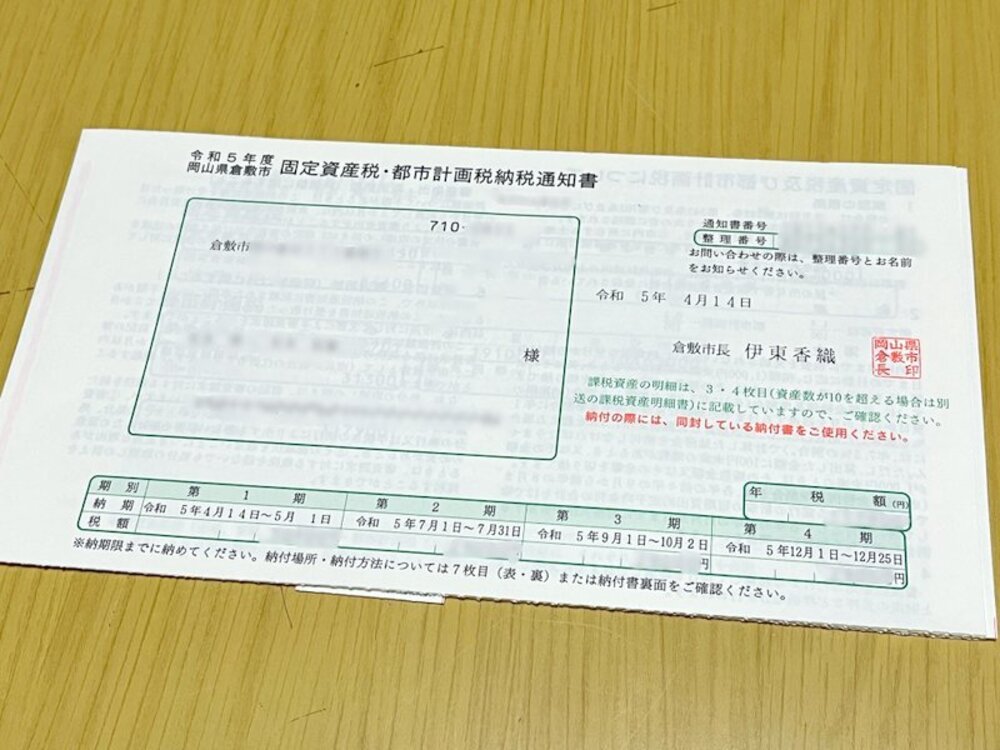 令和5年度
岡山県倉敷市 固定資産税・都市計画税納税通知書
710-
倉敷市
様
通知書番号
整理番号
お問い合わせの際は、整理番号とお名前
をお知らせください。
令和 5年 4月14日
倉敷市長 伊東香織
岡山県
倉敷市
長印
課税資産の明細は、3・4枚目(資産数が10を超える場合は別
送の課税資産明細書)に記載していますので、ご確認ください。
納付の際には、同封している納付書をご使用ください。
年税額(円)
期別 第1期 第2期 第3期 第4期
納期 令和 5年4月14日~5月 1日 令和 5年7月1日~7月31日 令和 5年9月1日~10月2日 令和 5年12月1日~12月25日
税額 円 円
※納期限までに納めてください。納付場所・納付方法については7枚目(表・裏)または納付書裏面をご確認ください。